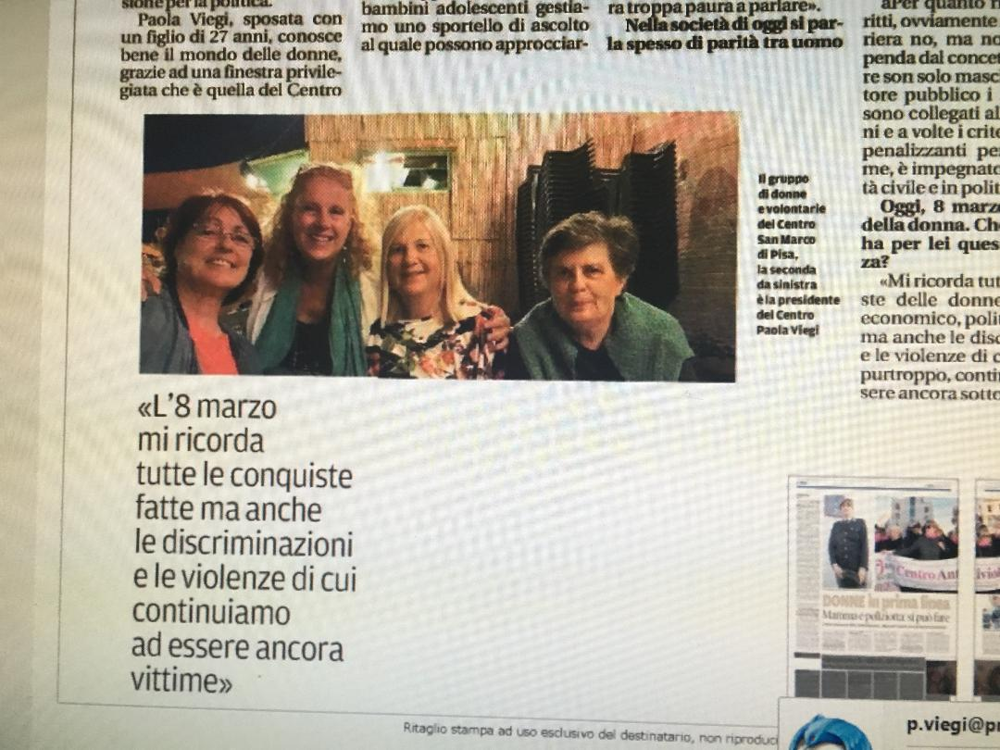 sione per la politica.
Paola Viegi, sposata con
un figlio di 27 anni, conosce
bene il mondo delle donne,
grazie ad una finestra privile-
giata che è quella del Centro
bambini adolescenti gestia-
mo uno sportello di ascolto
al quale possono approcciar-
ra troppa paura a parlare».
Nella società di oggi si par-
la spesso di parità tra uomo
ritti, ovviamente
riera no, ma no
penda dal concet
re son solo masc
tore pubblico i
sono collegati al
ni e a volte i crite
penalizzanti pe
me, è impegnato
tà civile e in polit
Oggi, 8 marzo
della donna. Ch
ha per lei ques
za?
«Mi ricorda tut
ste delle donne
economico, poli
ma anche le disc
e le violenze di c
purtroppo, conti
sere ancora sotto
Il gruppo
di donne
e volontarie
del Centro
San Marco
di Pisa,
la seconda
da sinistra
è la presidente
del Centro
Paola Viegi
«L'8 marzo
mi ricorda
tutte le conquiste
fatte ma anche
le discriminazioni
e le violenze di cui
continuiamo
ad essere ancora
vittime»
Centro Ant
DONNE in prima linea
Mamma e poliziotta: si può fare
Ritaglio stampa ad uso esclusivo del destinatario, non riproduci
p.viegi@pr